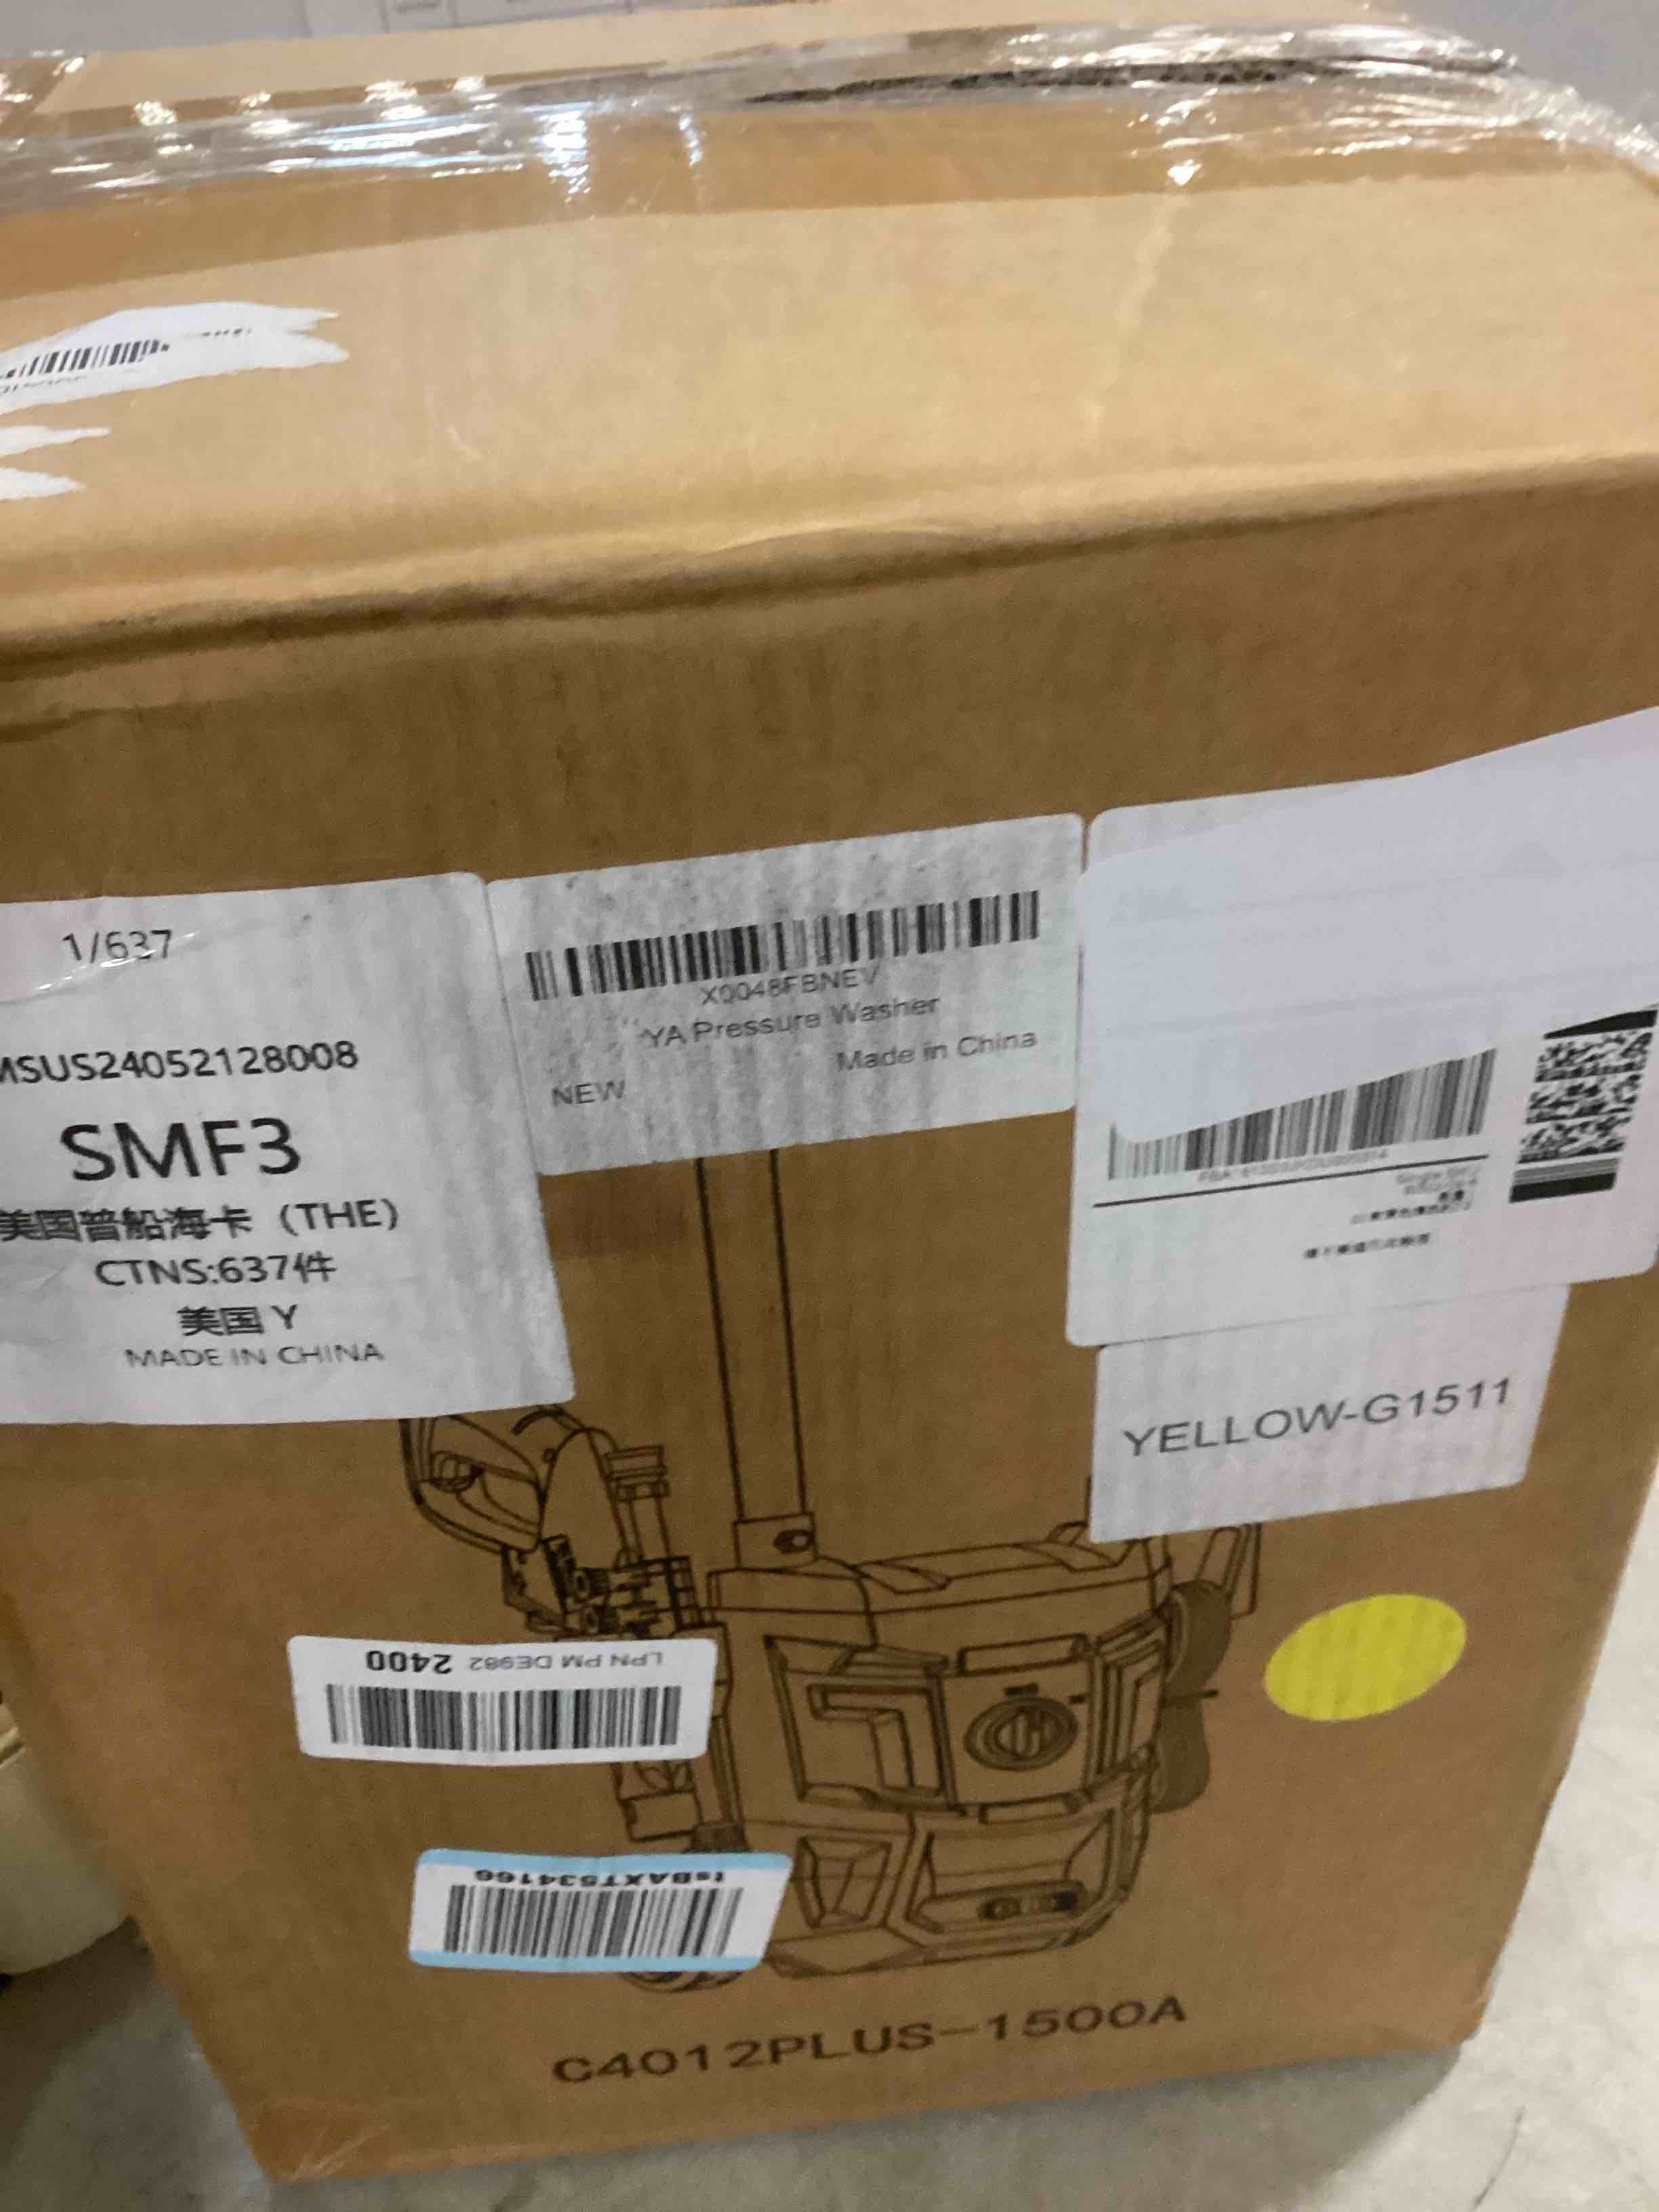 1/637
MSUS24052128008
SMF3
美国普船海卡（THE）
CTNS:637件
美国 Y
MADE IN CHINA
X0048FBNEV
YA Pressure Washer
Made in China
NEW
YELLOW-G1511
LPN PM DE982 2400
tsBAXT534166
C4012PLUS-1500A